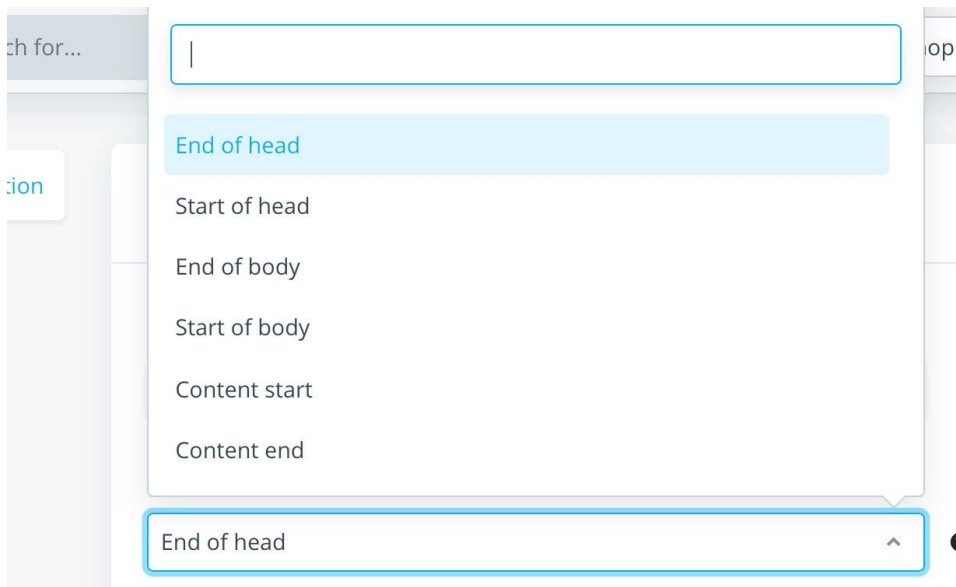 ch for...
op
End of head
tion
Start of head
End of body
Start of body
Content start
Content end
End of head